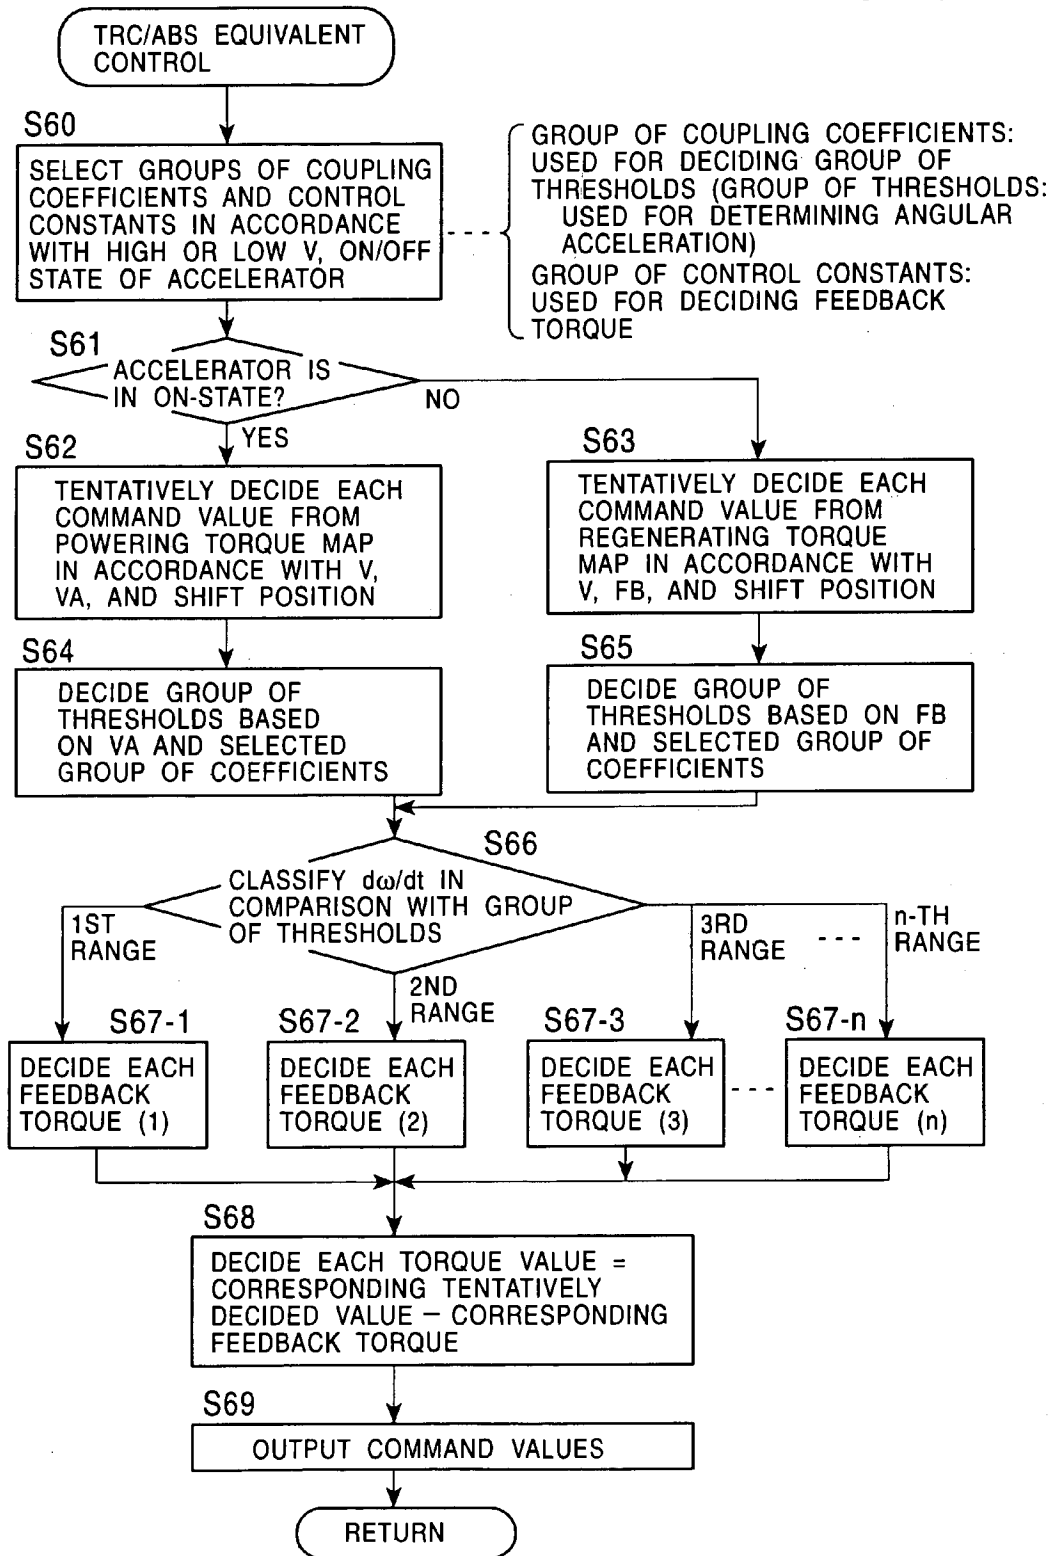 TRC/ABS EQUIVALENT
CONTROL
S60
SELECT GROUPS OF COUPLING
COEFFICIENTS AND CONTROL
CONSTANTS IN ACCORDANCE
WITH HIGH OR LOW V, ON/OFF
STATE OF ACCELERATOR
GROUP OF COUPLING COEFFICIENTS:
USED FOR DECIDING GROUP OF
THRESHOLDS (GROUP OF THRESHOLDS:
USED FOR DETERMINING ANGULAR
ACCELERATION)
GROUP OF CONTROL CONSTANTS:
USED FOR DECIDING FEEDBACK
TORQUE
S61
ACCELERATOR IS
IN ON-STATE?
NO
YES
S62
TENTATIVELY DECIDE EACH
COMMAND VALUE FROM
POWERING TORQUE MAP
IN ACCORDANCE WITH V,
VA, AND SHIFT POSITION
S63
TENTATIVELY DECIDE EACH
COMMAND VALUE FROM
REGENERATING TORQUE
MAP IN ACCORDANCE WITH
V, FB, AND SHIFT POSITION
S64
DECIDE GROUP OF
THRESHOLDS BASED
ON VA AND SELECTED
GROUP OF COEFFICIENTS
S65
DECIDE GROUP OF
THRESHOLDS BASED ON FB
AND SELECTED GROUP OF
COEFFICIENTS
S66
CLASSIFY dω/dt IN
COMPARISON WITH GROUP
OF THRESHOLDS
1ST
RANGE
2ND
RANGE
3RD
RANGE
- - -
n-TH
RANGE
S67-1
DECIDE EACH
FEEDBACK
TORQUE (1)
S67-2
DECIDE EACH
FEEDBACK
TORQUE (2)
S67-3
DECIDE EACH
FEEDBACK
TORQUE (3)
S67-n
DECIDE EACH
FEEDBACK
TORQUE (n)
S68
DECIDE EACH TORQUE VALUE =
CORRESPONDING TENTATIVELY
DECIDED VALUE − CORRESPONDING
FEEDBACK TORQUE
S69
OUTPUT COMMAND VALUES
RETURN